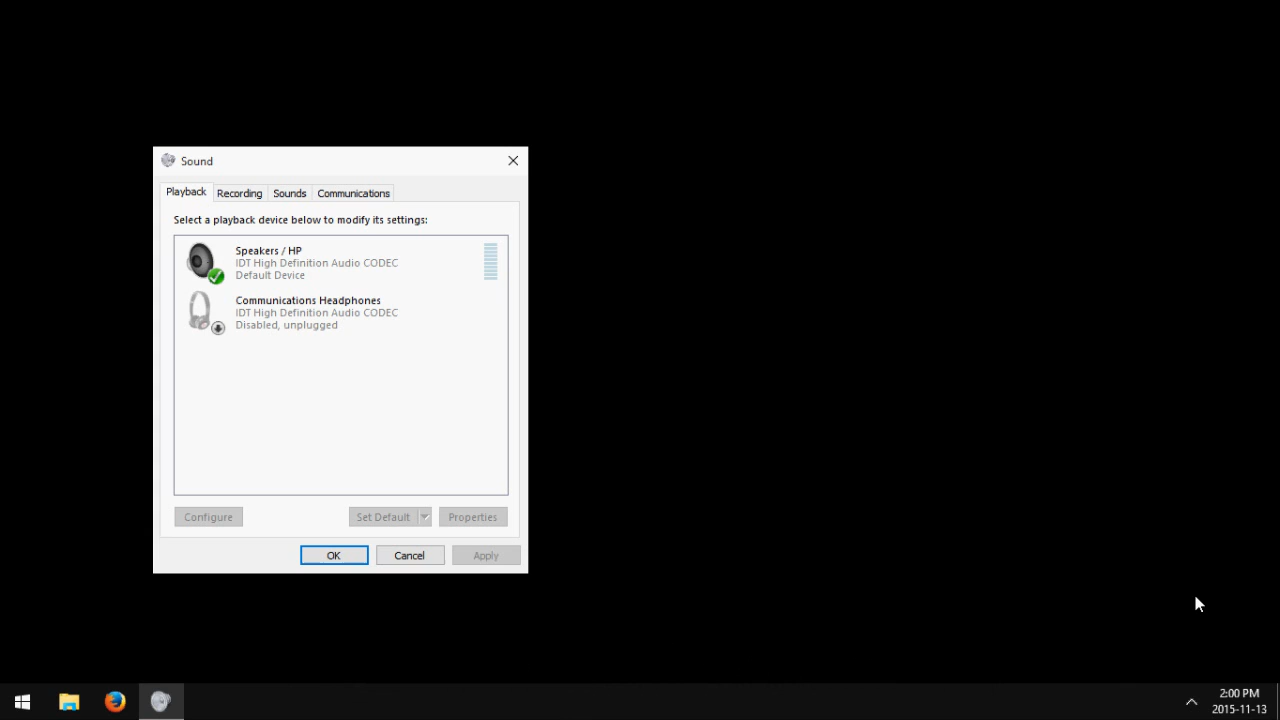 Sound
Playback
Recording
Sounds
Communications
Select a playback device below to modify its settings:
Speakers / HP
IDT High Definition Audio CODEC
Default Device
Communications Headphones
IDT High Definition Audio CODEC
Disabled, unplugged
Configure
Set Default
Properties
OK
Cancel
Apply
2:00 PM
2015-11-13